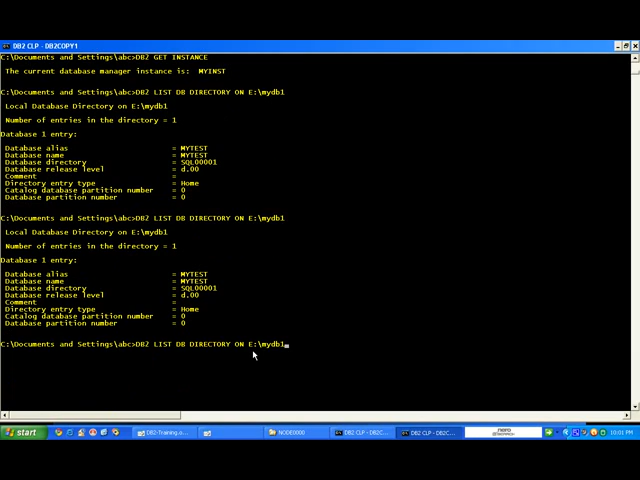 DB2 CLP - DB2COPY1
C:\Documents and Settings\abc>DB2 GET INSTANCE
The current database manager instance is:  MYINST
C:\Documents and Settings\abc>DB2 LIST DB DIRECTORY ON E:\mydb1
Local Database Directory on E:\mydb1
Number of entries in the directory = 1
Database 1 entry:
Database alias = MYTEST
Database name = MYTEST
Database directory = SQL00001
Database release level = d.00
Comment =
Directory entry type = Home
Catalog database partition number = 0
Database partition number = 0
C:\Documents and Settings\abc>DB2 LIST DB DIRECTORY ON E:\mydb1
Local Database Directory on E:\mydb1
Number of entries in the directory = 1
Database 1 entry:
Database alias = MYTEST
Database name = MYTEST
Database directory = SQL00001
Database release level = d.00
Comment =
Directory entry type = Home
Catalog database partition number = 0
Database partition number = 0
C:\Documents and Settings\abc>DB2 LIST DB DIRECTORY ON E:\mydb1
start DB2-Training.o... NODE0000 DB2 CLP - DB2C... DB2 CLP - DB2C... nero 10:01 PM